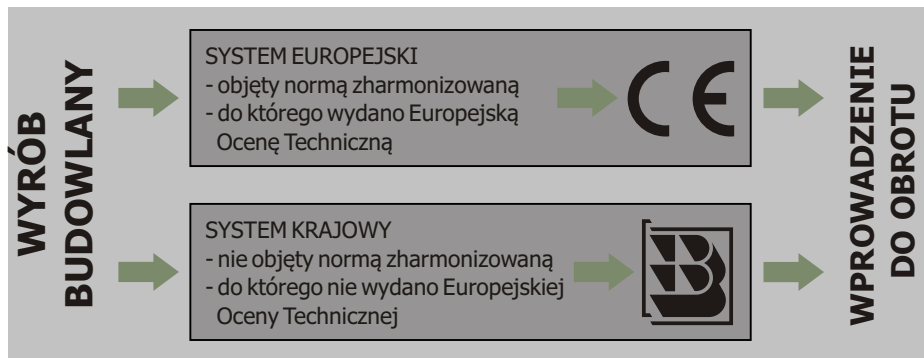 WYRÓB
BUDOWLANY
SYSTEM EUROPEJSKI
- objęty normą zharmonizowaną
- do którego wydano Europejską
Ocenę Techniczną
CE
SYSTEM KRAJOWY
- nie objęty normą zharmonizowaną
- do którego nie wydano Europejskiej
Oceny Technicznej
B
WPROWADZENIE
DO OBROTU